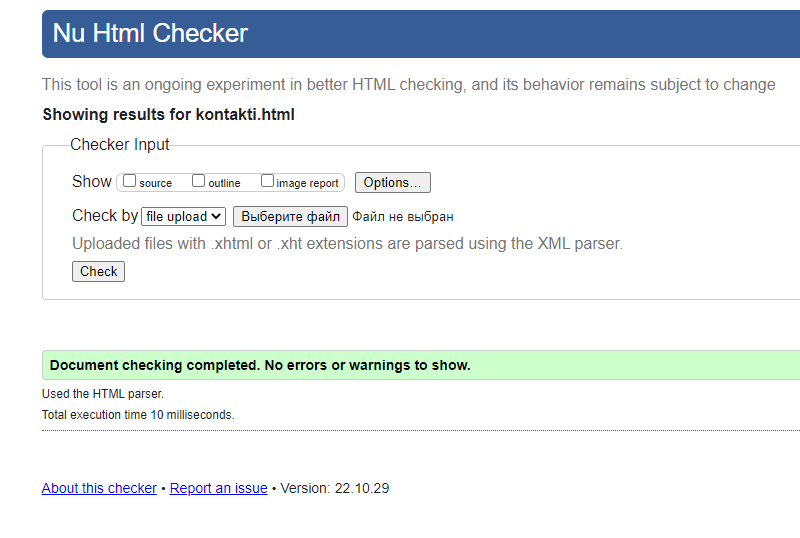 Nu Html Checker
This tool is an ongoing experiment in better HTML checking, and its behavior remains subject to change
Showing results for kontakti.html
Checker Input
Show source outline image report Options...
Check by file upload Выберите файл Файл не выбран
Uploaded files with .xhtml or .xht extensions are parsed using the XML parser.
Check
Document checking completed. No errors or warnings to show.
Used the HTML parser.
Total execution time 10 milliseconds.
About this checker • Report an issue • Version: 22.10.29